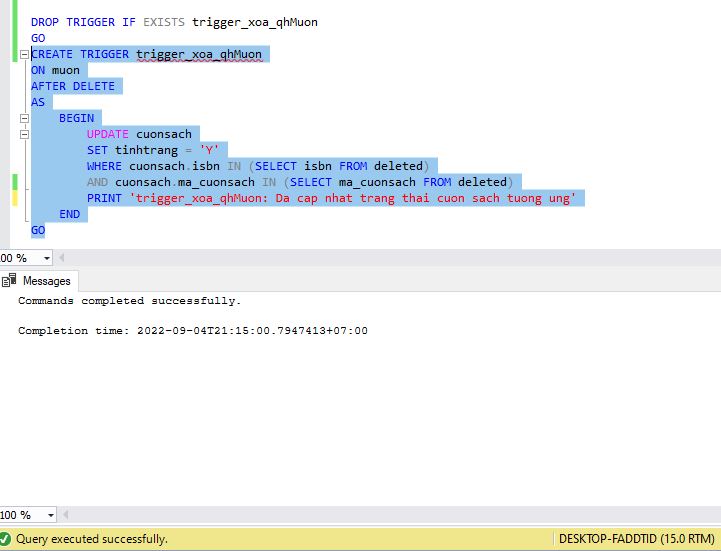 DROP TRIGGER IF EXISTS trigger_xoa_qhMuon
GO
CREATE TRIGGER trigger_xoa_qhMuon
ON muon
AFTER DELETE
AS
BEGIN
UPDATE cuonsach
SET tinhtrang = 'Y'
WHERE cuonsach.isbn IN (SELECT isbn FROM deleted)
AND cuonsach.ma_cuonsach IN (SELECT ma_cuonsach FROM deleted)
PRINT 'trigger_xoa_qhMuon: Da cap nhat trang thai cuon sach tuong ung'
END
GO
00 %
Messages
Commands completed successfully.
Completion time: 2022-09-04T21:15:00.7947413+07:00
100 %
Query executed successfully. DESKTOP-FADDTID (15.0 RTM)